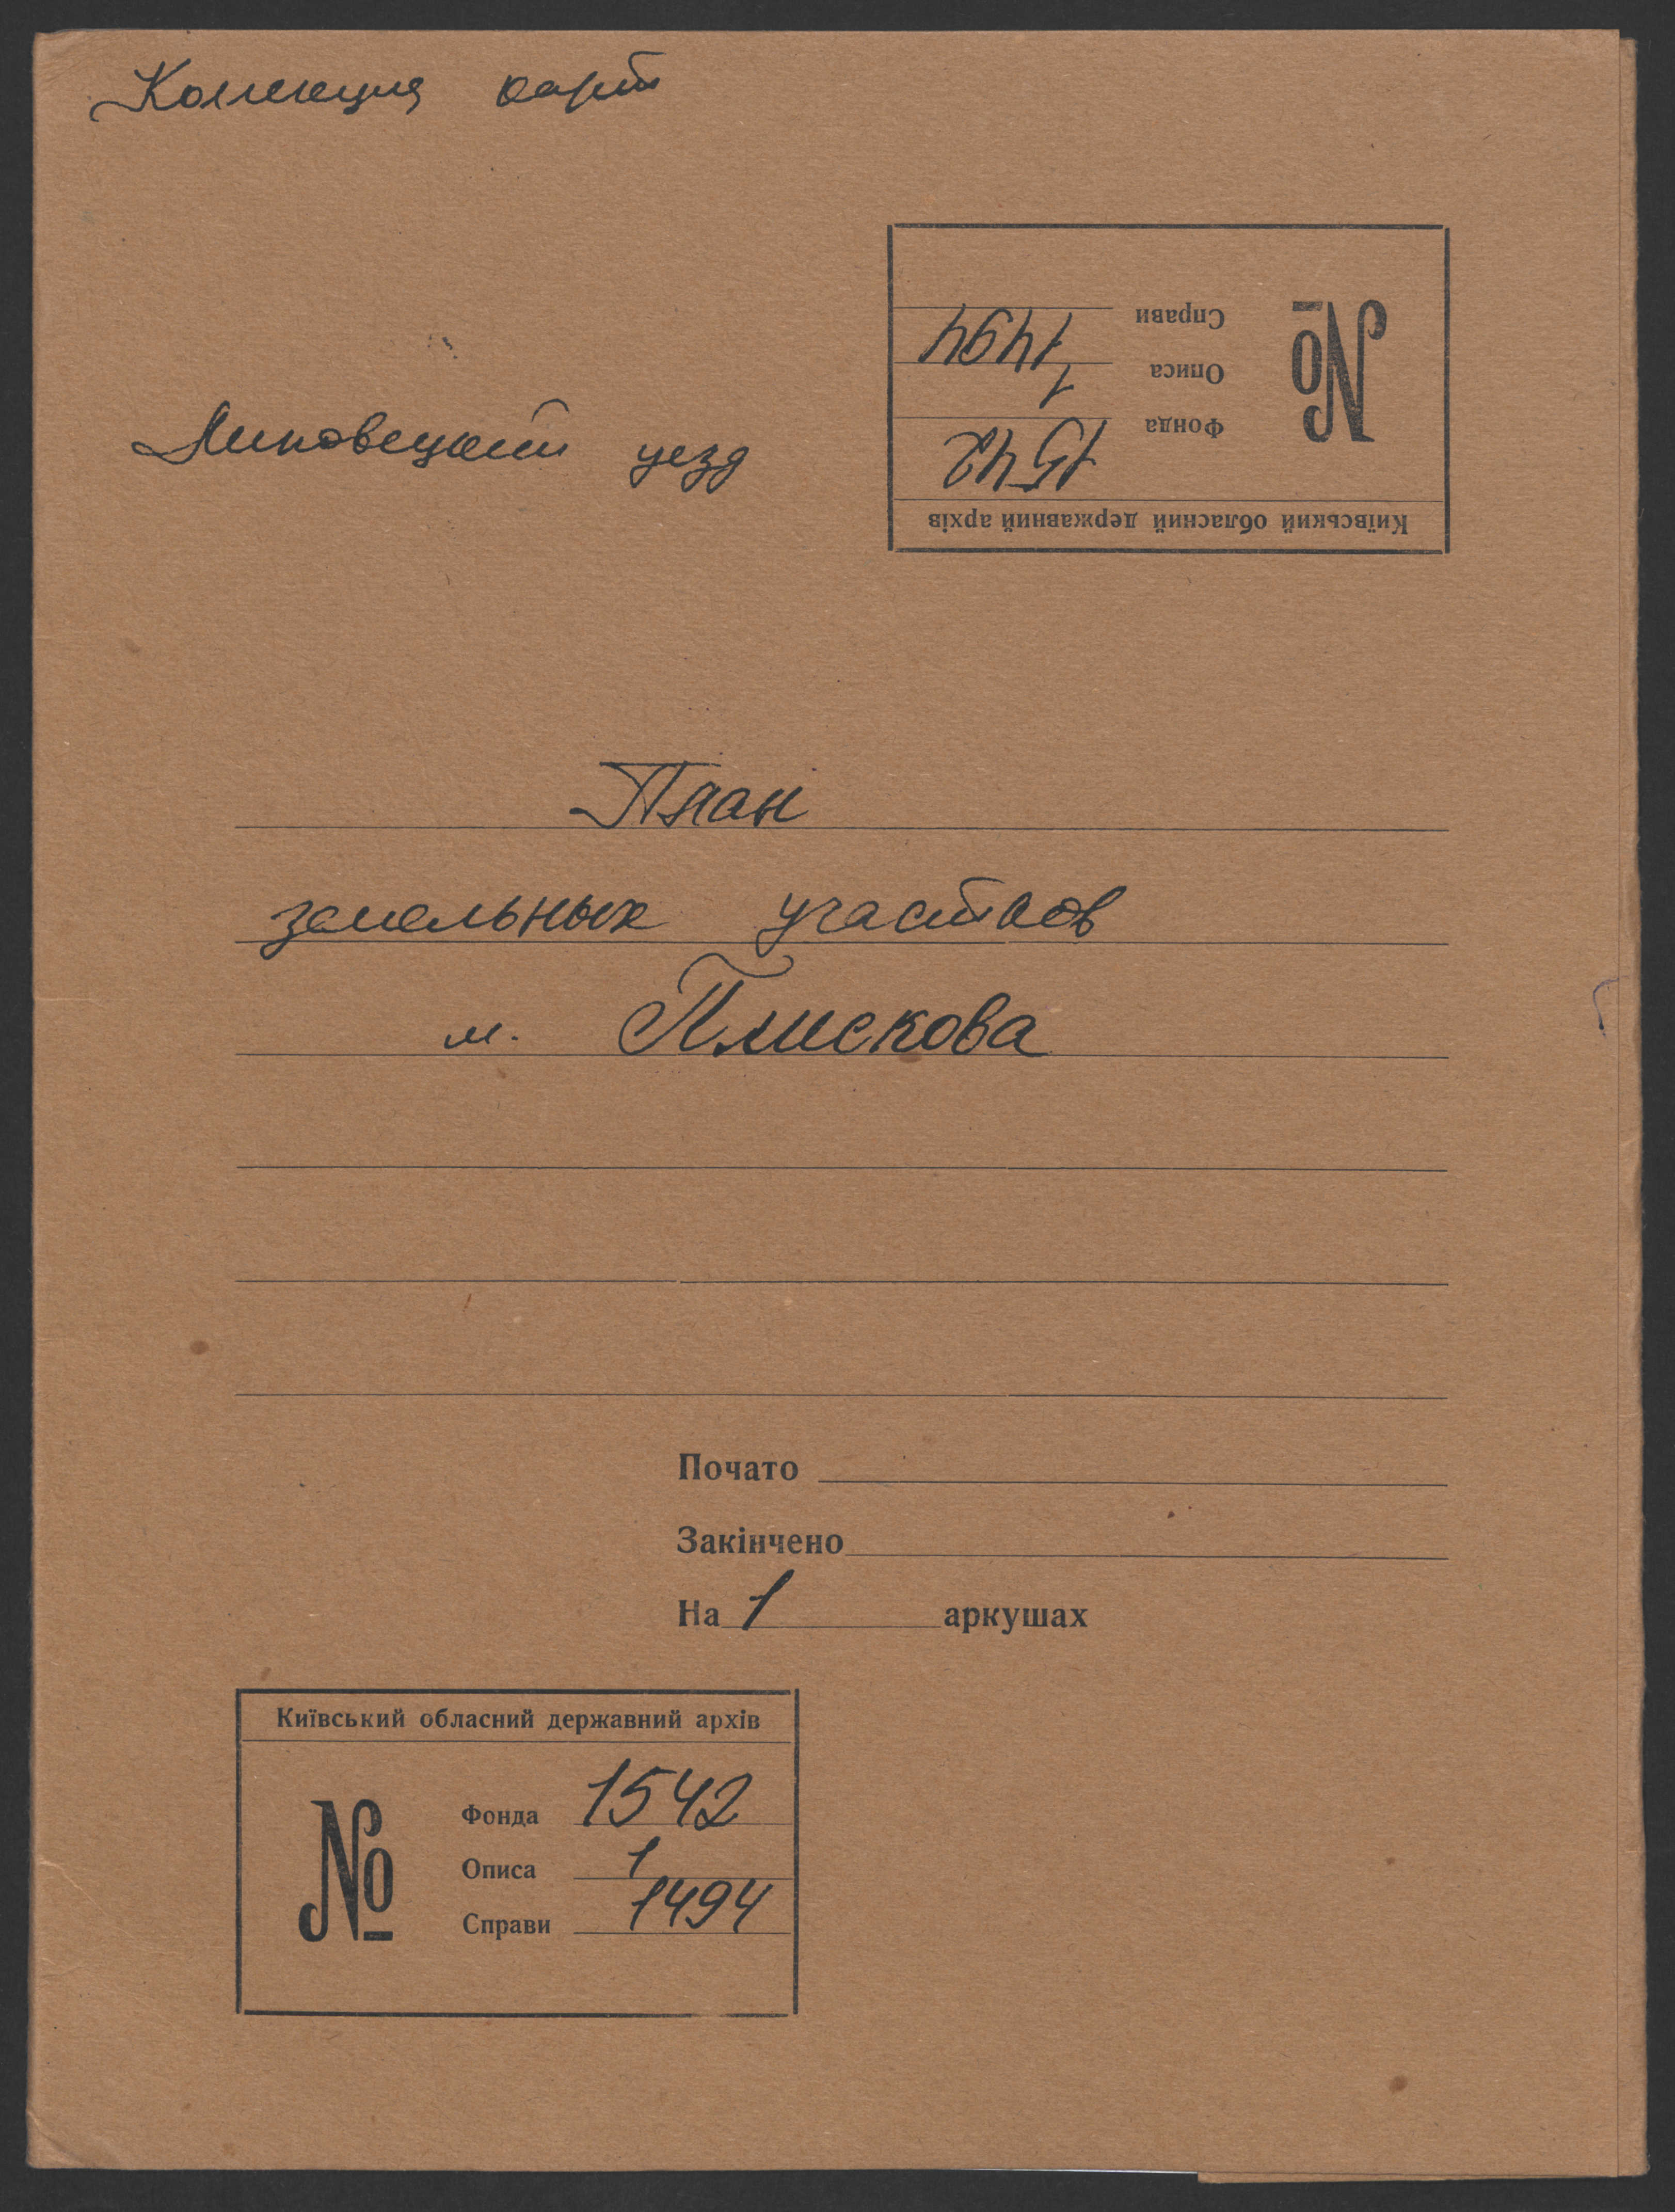 Коллекция карт
Справи 1494
Описа 1
Фонда 1542
№
Київський обласний державний архів
Липовецкий уезд
План
земельных участков
м. Плискова
Почато
Закінчено
На 1 аркушах
Київський обласний державний архів
№
Фонда 1542
Описа 1
Справи 1494